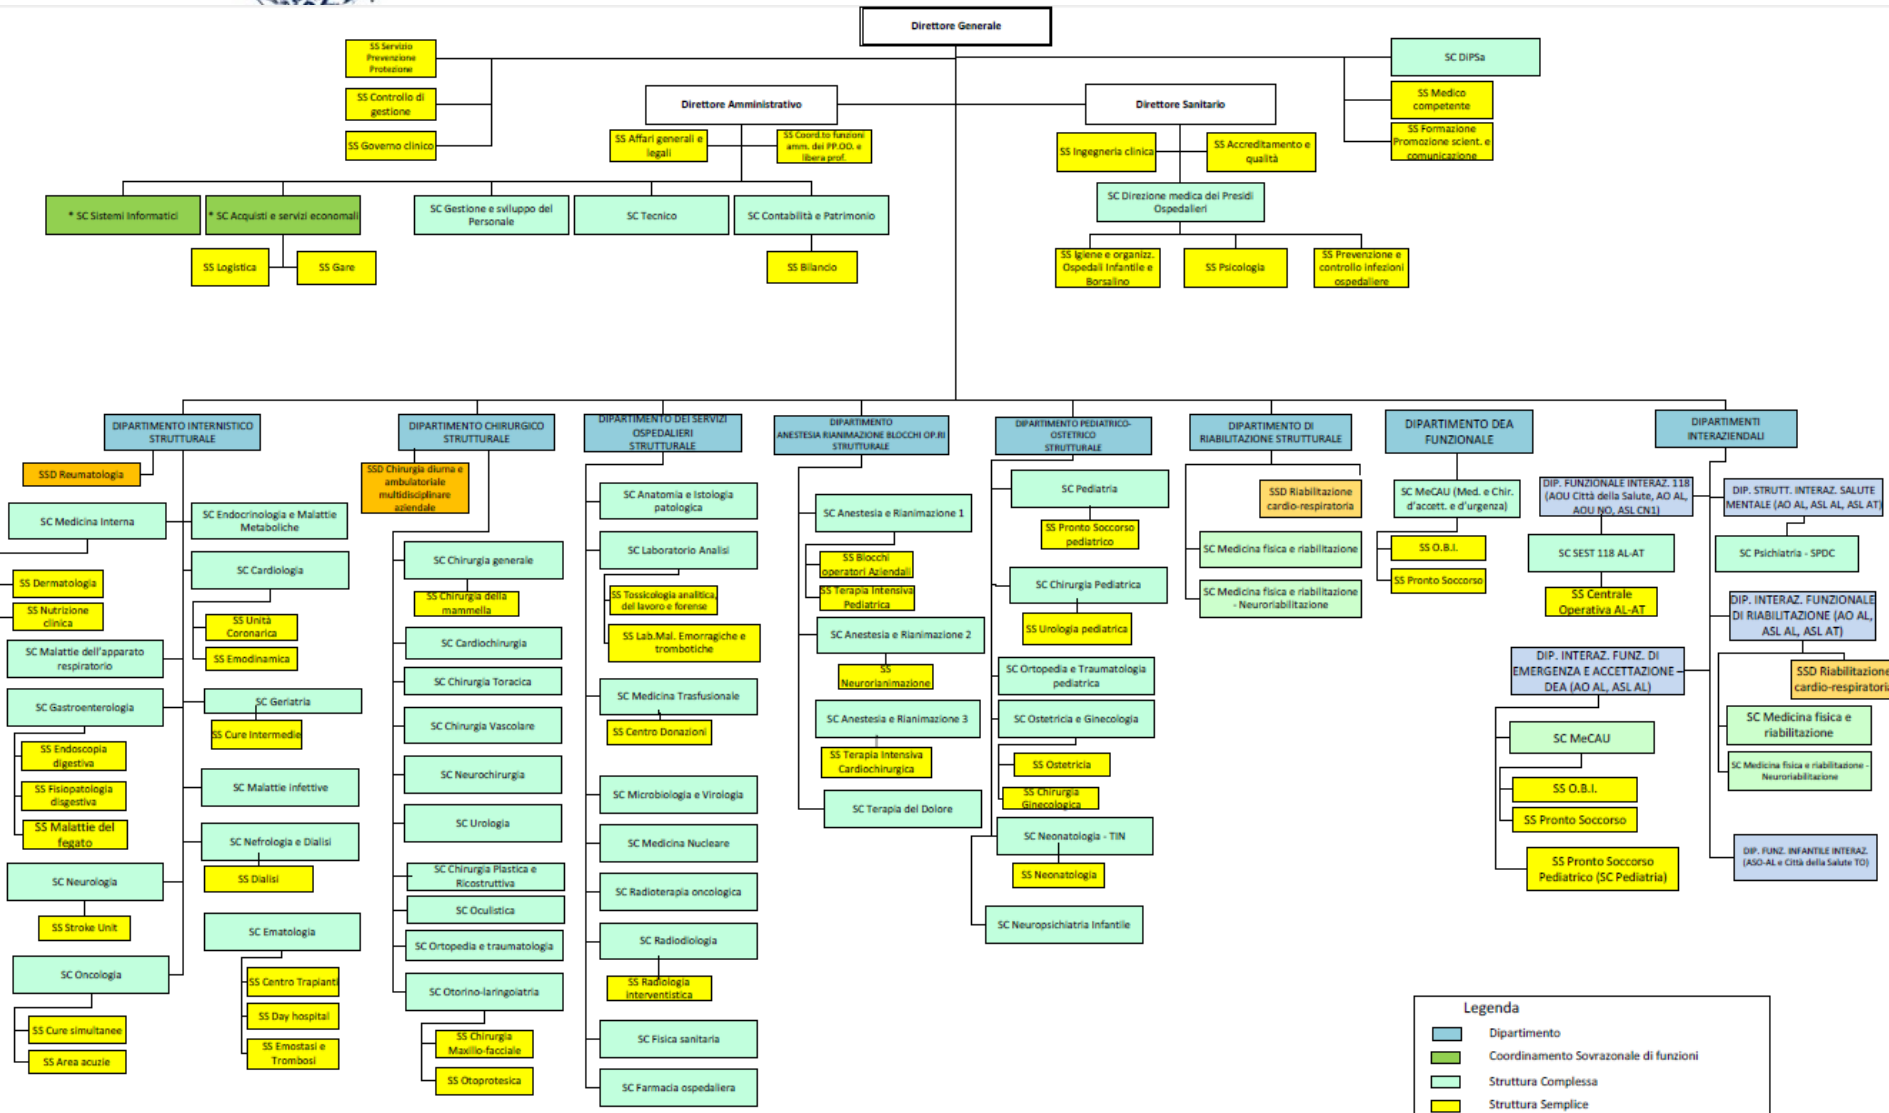 Direttore Generale
SS Servizio
Prevenzione
Protezione
SC DiPSa
SS Controllo di
gestione
Direttore Amministrativo
Direttore Sanitario
SS Medico
competente
SS Governo clinico
SS Affari generali e
legali
SS Coord.to funzioni
amm. dei PP.OO. e
libera prof.
SS Ingegneria clinica
SS Accreditamento e
qualità
SS Formazione
Promozione scient. e
comunicazione
* SC Sistemi Informatici
* SC Acquisti e servizi economali
SC Gestione e sviluppo del
Personale
SC Tecnico
SC Contabilità e Patrimonio
SC Direzione medica dei Presidi
Ospedalieri
SS Logistica
SS Gare
SS Bilancio
SS Igiene e organizz.
Ospedali Infantile e
Borsalino
SS Psicologia
SS Prevenzione e
controllo infezioni
ospedaliere
DIPARTIMENTO INTERNISTICO
STRUTTURALE
SSD Reumatologia
SC Medicina Interna
SC Endocrinologia e Malattie
Metaboliche
SC Cardiologia
SS Dermatologia
SS Nutrizione
clinica
SS Unità
Coronarica
SS Emodinamica
SC Malattie dell'apparato
respiratorio
SC Gastroenterologia
SC Geriatria
SS Cure Intermedie
SS Endoscopia
digestiva
SS Fisiopatologia
disgestiva
SS Malattie del
fegato
SC Malattie infettive
SC Nefrologia e Dialisi
SS Dialisi
SC Neurologia
SS Stroke Unit
SC Ematologia
SC Oncologia
SS Centro Trapianti
SS Day hospital
SS Emostasi e
Trombosi
SS Cure simultanee
SS Area acuzie
DIPARTIMENTO CHIRURGICO
STRUTTURALE
SSD Chirurgia diurna e
ambulatoriale
multidisciplinare
aziendale
SC Chirurgia generale
SS Chirurgia della
mammella
SC Cardiochirurgia
SC Chirurgia Toracica
SC Chirurgia Vascolare
SC Neurochirurgia
SC Urologia
SC Chirurgia Plastica e
Ricostruttiva
SC Oculistica
SC Ortopedia e traumatologia
SC Otorino-laringoiatria
SS Chirurgia
Maxillo-facciale
SS Otoprotesica
DIPARTIMENTO DEI SERVIZI
OSPEDALIERI
STRUTTURALE
SC Anatomia e Istologia
patologica
SC Laboratorio Analisi
SS Tossicologia analitica,
del lavoro e forense
SS Lab.Mal. Emorragiche e
trombotiche
SC Medicina Trasfusionale
SS Centro Donazioni
SC Microbiologia e Virologia
SC Medicina Nucleare
SC Radioterapia oncologica
SC Radiodiologia
SS Radiologia
interventistica
SC Fisica sanitaria
SC Farmacia ospedaliera
DIPARTIMENTO
ANESTESIA RIANIMAZIONE BLOCCHI OP.RI
STRUTTURALE
SC Anestesia e Rianimazione 1
SS Blocchi
operatori Aziendali
SS Terapia Intensiva
Pediatrica
SC Anestesia e Rianimazione 2
SS
Neurorianimazione
SC Anestesia e Rianimazione 3
SS Terapia Intensiva
Cardiochirurgica
SC Terapia del Dolore
DIPARTIMENTO PEDIATRICO-
OSTETRICO
STRUTTURALE
SC Pediatria
SS Pronto Soccorso
pediatrico
SC Chirurgia Pediatrica
SS Urologia pediatrica
SC Ortopedia e Traumatologia
pediatrica
SC Ostetricia e Ginecologia
SS Ostetricia
SS Chirurgia
Ginecologica
SC Neonatologia - TIN
SS Neonatologia
SC Neuropsichiatria Infantile
DIPARTIMENTO DI
RIABILITAZIONE STRUTTURALE
SSD Riabilitazione
cardio-respiratoria
SC Medicina fisica e riabilitazione
SC Medicina fisica e riabilitazione
- Neuroriabilitazione
DIPARTIMENTO DEA
FUNZIONALE
SC MeCAU (Med. e Chir.
d'accett. e d'urgenza)
SS O.B.I.
SS Pronto Soccorso
DIPARTIMENTI
INTERAZIENDALI
DIP. FUNZIONALE INTERAZ. 118
(AOU Città della Salute, AO AL,
AOU NO, ASL CN1)
SC SEST 118 AL-AT
SS Centrale
Operativa AL-AT
DIP. STRUTT. INTERAZ. SALUTE
MENTALE (AO AL, ASL AL, ASL AT)
SC Psichiatria - SPDC
DIP. INTERAZ. FUNZIONALE
DI RIABILITAZIONE (AO AL,
ASL AL, ASL AT)
SSD Riabilitazione
cardio-respiratoria
SC Medicina fisica e
riabilitazione
SC Medicina fisica e riabilitazione -
Neuroriabilitazione
DIP. INTERAZ. FUNZ. DI
EMERGENZA E ACCETTAZIONE –
DEA (AO AL, ASL AL)
SC MeCAU
SS O.B.I.
SS Pronto Soccorso
SS Pronto Soccorso
Pediatrico (SC Pediatria)
DIP. FUNZ. INFANTILE INTERAZ.
(ASO-AL e Città della Salute TO)
Legenda
Dipartimento
Coordinamento Sovrazonale di funzioni
Struttura Complessa
Struttura Semplice